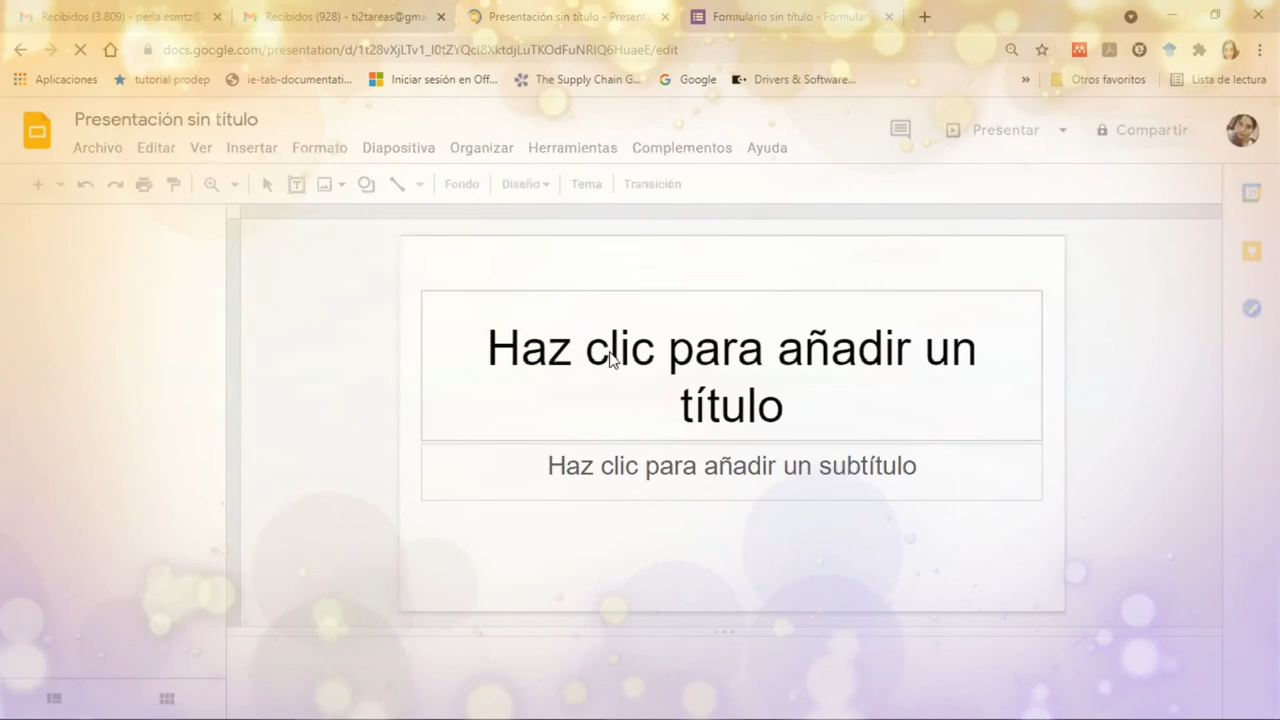 Recibidos (3.809) - perla.esmtz@
Recibidos (928) - ti2tareas@gma
Presentación sin título - Present
Formulario sin título - Formulario
docs.google.com/presentation/d/1t28vXjLTv1_I0tZYQcI8XktdjLuTKOdFuNRIQ6HuaeE/edit
Aplicaciones
tutorial prodep
ie-tab-documentati...
Iniciar sesión en Off...
The Supply Chain G...
Google
Drivers & Software...
»
Otros favoritos
Lista de lectura
Presentación sin título
Presentar
Compartir
Archivo Editar Ver Insertar Formato Diapositiva Organizar Herramientas Complementos Ayuda
Fondo Diseño Tema Transición
Haz clic para añadir un
título
Haz clic para añadir un subtítulo